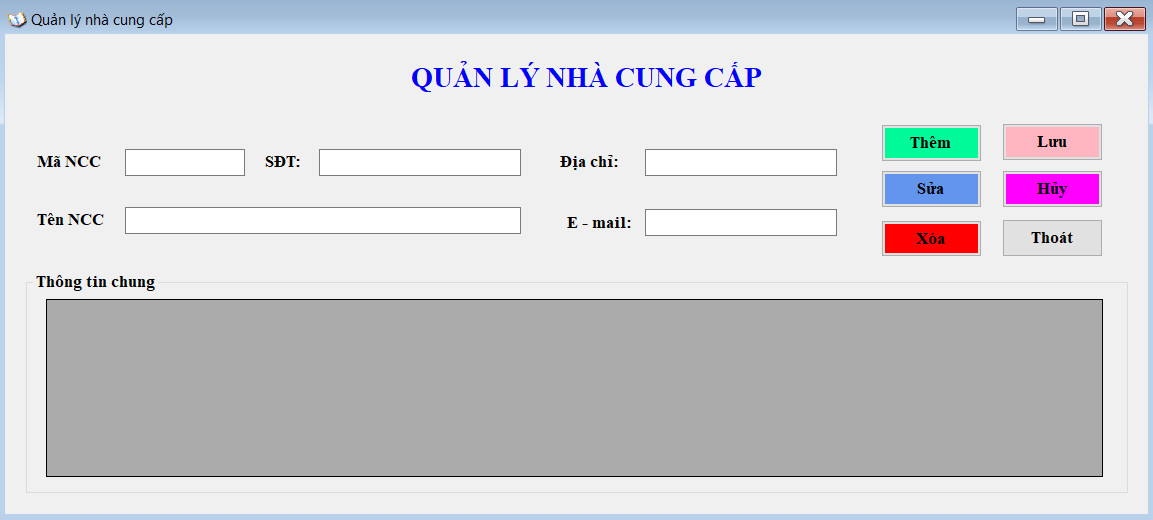 Quản lý nhà cung cấp
QUẢN LÝ NHÀ CUNG CẤP
Mã NCC SĐT: Địa chỉ: Thêm Lưu
Sửa Hủy
Tên NCC E - mail: Xóa Thoát
Thông tin chung